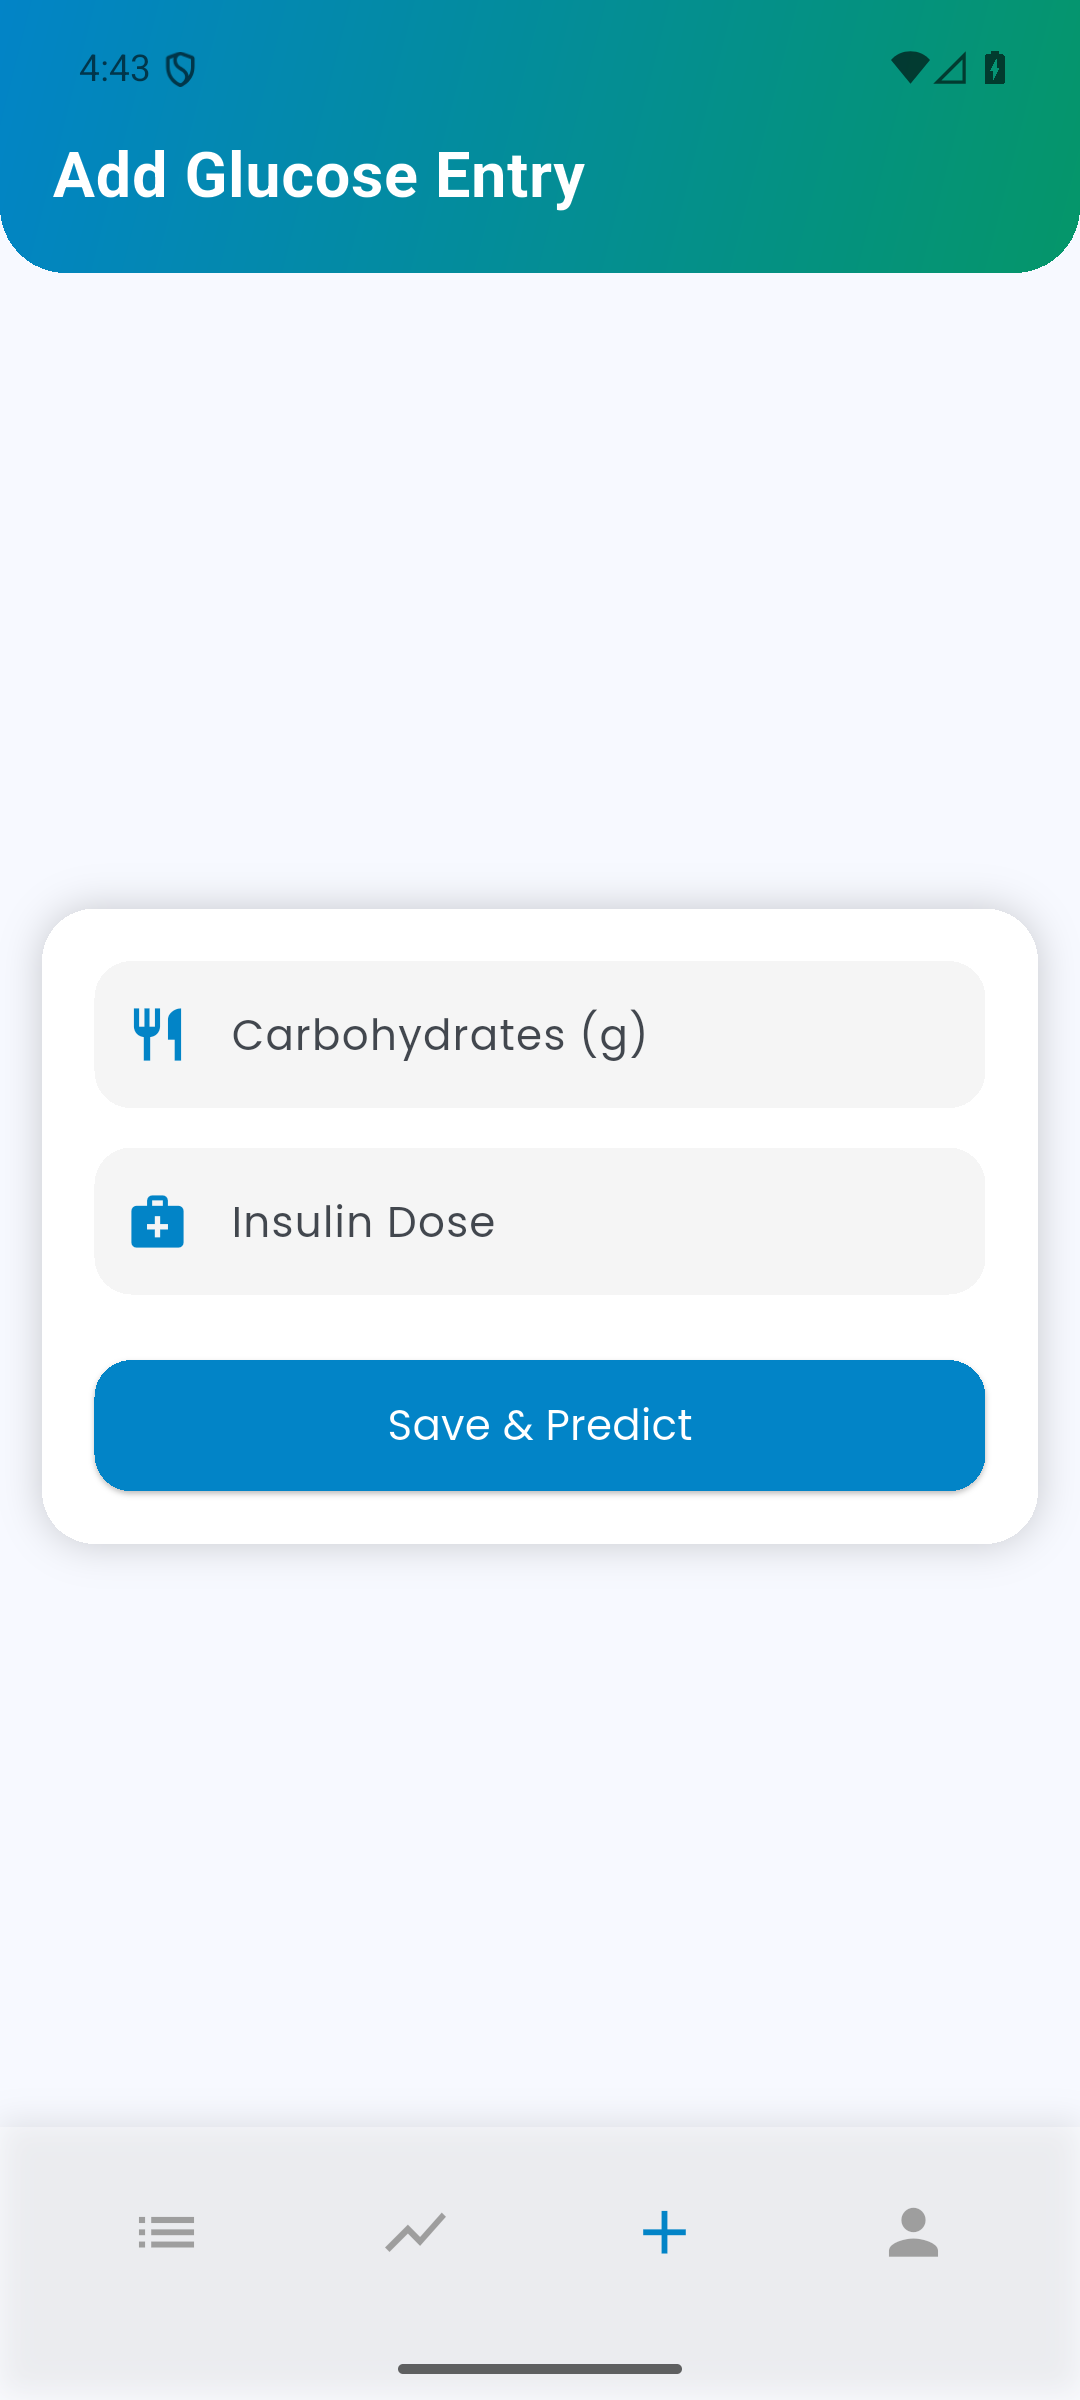 4:43
Add Glucose Entry
Carbohydrates (g)
Insulin Dose
Save & Predict